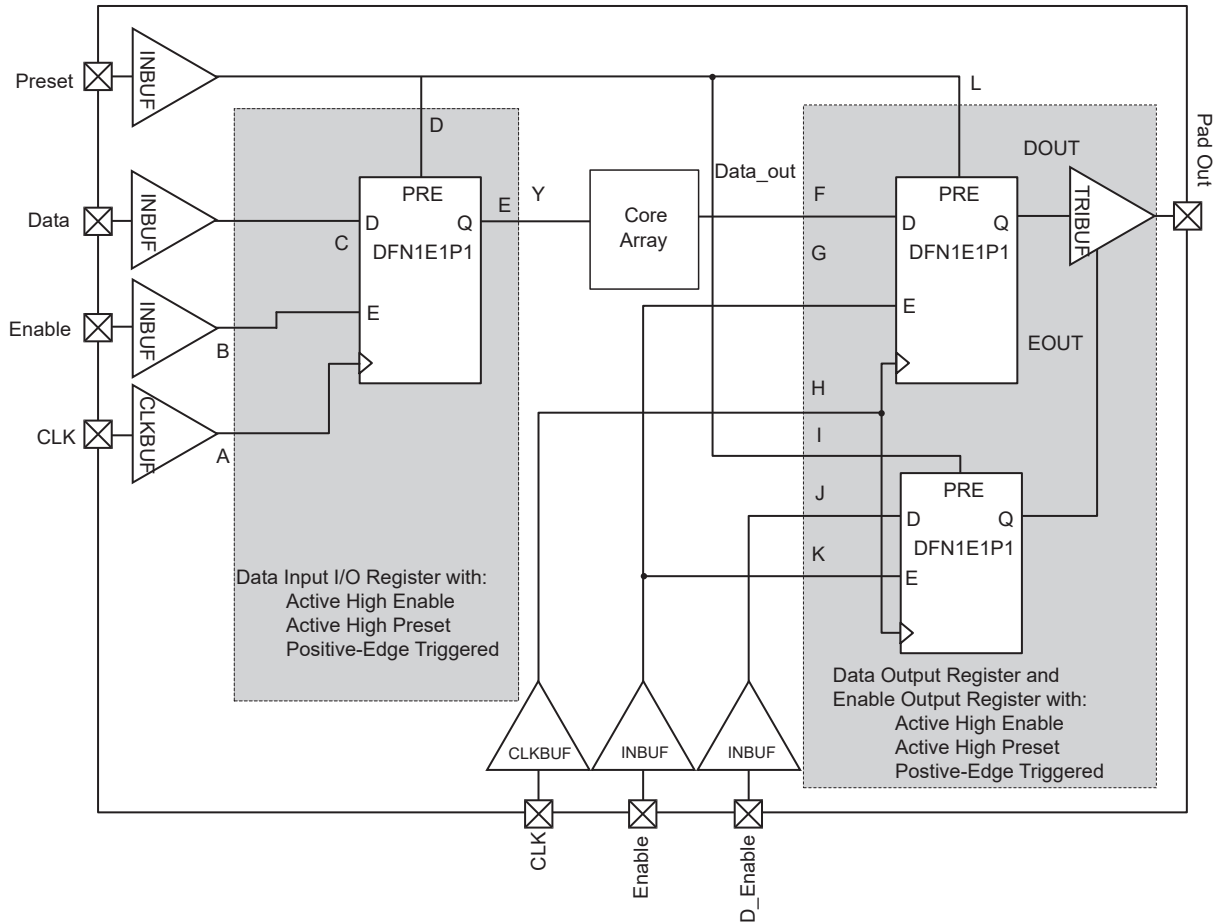 Preset
INBUF
L
D
Pad Out
DOUT
PRE
Data_out
PRE
INBUF
TRIBUF
Data
D
Q
E
Y
Core
Array
F
D
Q
C
DFN1E1P1
G
DFN1E1P1
INBUF
Enable
E
E
B
EOUT
CLKBUF
H
CLK
A
I
PRE
J
D
Q
DFN1E1P1
K
E
Data Input I/O Register with:
Active High Enable
Active High Preset
Positive-Edge Triggered
Data Output Register and
Enable Output Register with:
Active High Enable
Active High Preset
Postive-Edge Triggered
CLKBUF
INBUF
INBUF
CLK
Enable
D_Enable